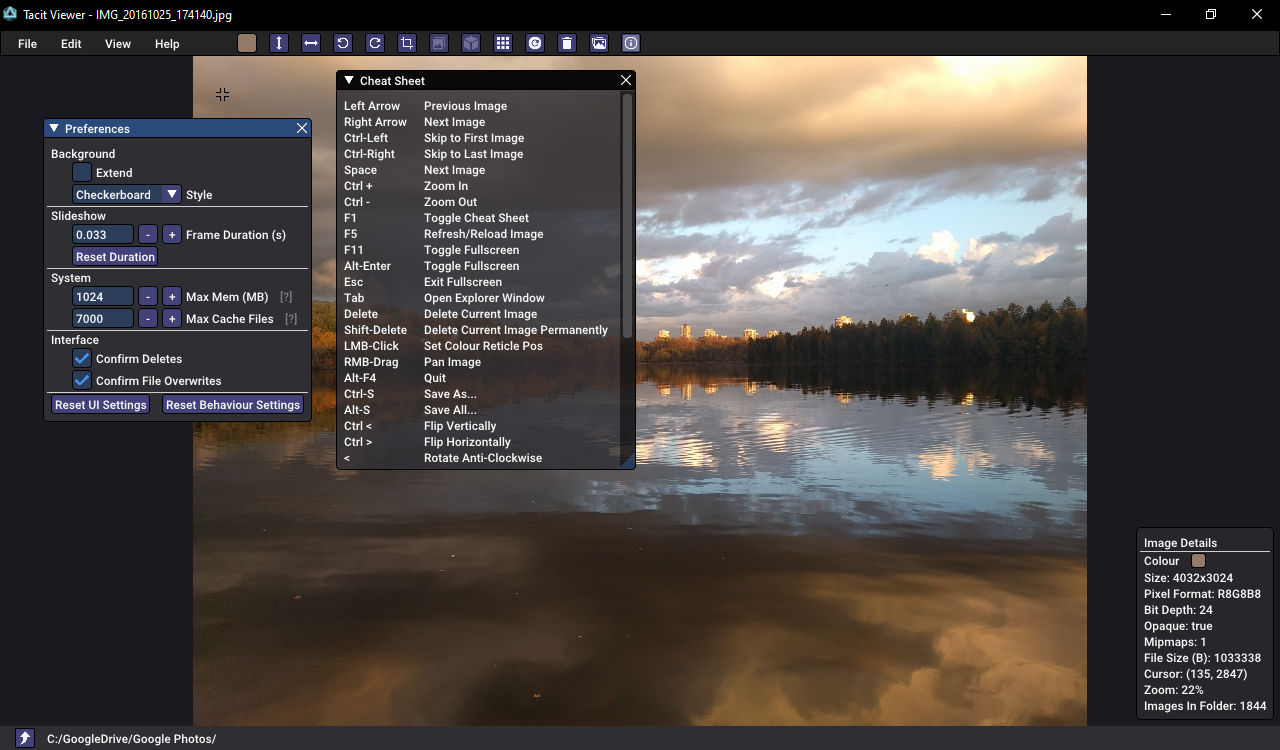 Tacit Viewer - IMG_20161025_174140.jpg
File Edit View Help
Cheat Sheet
Left Arrow Previous Image
Right Arrow Next Image
Ctrl-Left Skip to First Image
Ctrl-Right Skip to Last Image
Space Next Image
Ctrl + Zoom In
Ctrl - Zoom Out
F1 Toggle Cheat Sheet
F5 Refresh/Reload Image
F11 Toggle Fullscreen
Alt-Enter Toggle Fullscreen
Esc Exit Fullscreen
Tab Open Explorer Window
Delete Delete Current Image
Shift-Delete Delete Current Image Permanently
LMB-Click Set Colour Reticle Pos
RMB-Drag Pan Image
Alt-F4 Quit
Ctrl-S Save As...
Alt-S Save All...
Ctrl < Flip Vertically
Ctrl > Flip Horizontally
< Rotate Anti-Clockwise
Preferences
Background
Extend
Checkerboard Style
Slideshow
0.033 - + Frame Duration (s)
Reset Duration
System
1024 - + Max Mem (MB) [?]
7000 - + Max Cache Files [?]
Interface
Confirm Deletes
Confirm File Overwrites
Reset UI Settings Reset Behaviour Settings
Image Details
Colour
Size: 4032x3024
Pixel Format: R8G8B8
Bit Depth: 24
Opaque: true
Mipmaps: 1
File Size (B): 1033338
Cursor: (135, 2847)
Zoom: 22%
Images In Folder: 1844
C:/GoogleDrive/Google Photos/